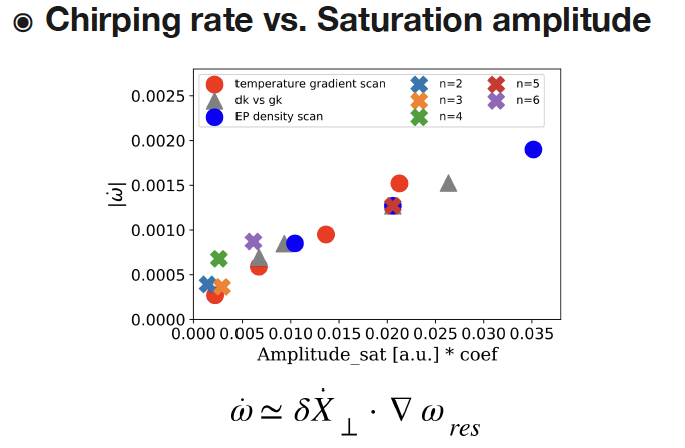 ◉ Chirping rate vs. Saturation amplitude
temperature gradient scan
dk vs gk
EP density scan
n=2
n=3
n=4
n=5
n=6
|ω̇|
0.0025
0.0020
0.0015
0.0010
0.0005
0.0000
0.000 0.005 0.010 0.015 0.020 0.025 0.030 0.035
Amplitude_sat [a.u.] * coef
ω̇ ≃ δẊ⊥ · ∇ ω_res